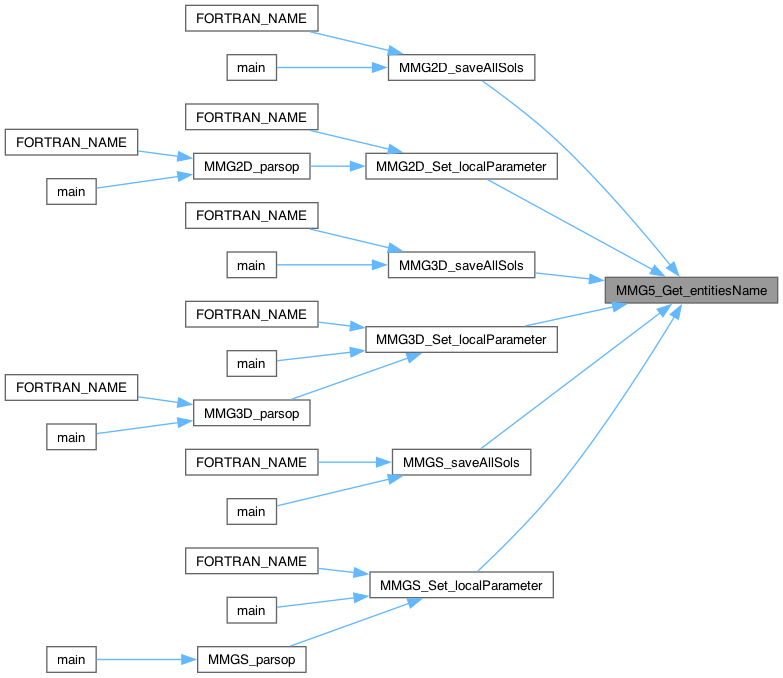 FORTRAN_NAME
main
MMG2D_saveAllSols
FORTRAN_NAME
FORTRAN_NAME
main
MMG2D_parsop
MMG2D_Set_localParameter
FORTRAN_NAME
main
MMG3D_saveAllSols
MMG5_Get_entitiesName
FORTRAN_NAME
main
MMG3D_Set_localParameter
FORTRAN_NAME
main
MMG3D_parsop
FORTRAN_NAME
main
MMGS_saveAllSols
FORTRAN_NAME
main
MMGS_Set_localParameter
main
MMGS_parsop